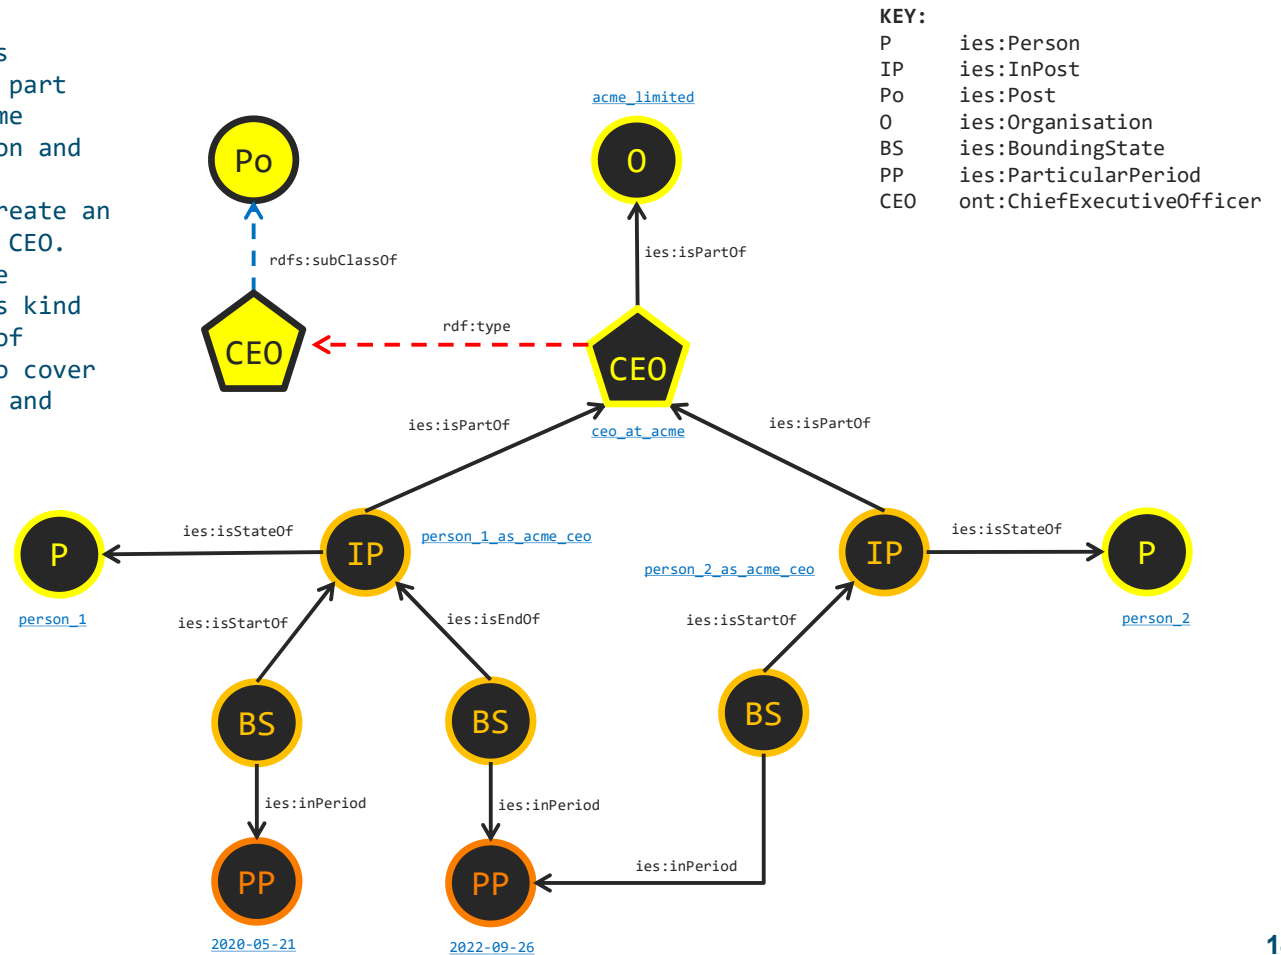 s
part
me
on and
reate an
CEO.
e
s kind
of
o cover
and
KEY:
P ies:Person
IP ies:InPost
Po ies:Post
O ies:Organisation
BS ies:BoundingState
PP ies:ParticularPeriod
CEO ont:ChiefExecutiveOfficer
acme_limited
Po
O
ies:isPartOf
rdfs:subClassOf
rdf:type
CEO
CEO
ceo_at_acme
ies:isPartOf
ies:isPartOf
ies:isStateOf
person_1_as_acme_ceo
ies:isStateOf
P
IP
IP
P
person_2_as_acme_ceo
person_1
ies:isStartOf
ies:isEndOf
ies:isStartOf
person_2
BS
BS
BS
ies:inPeriod
ies:inPeriod
ies:inPeriod
PP
PP
2020-05-21
2022-09-26